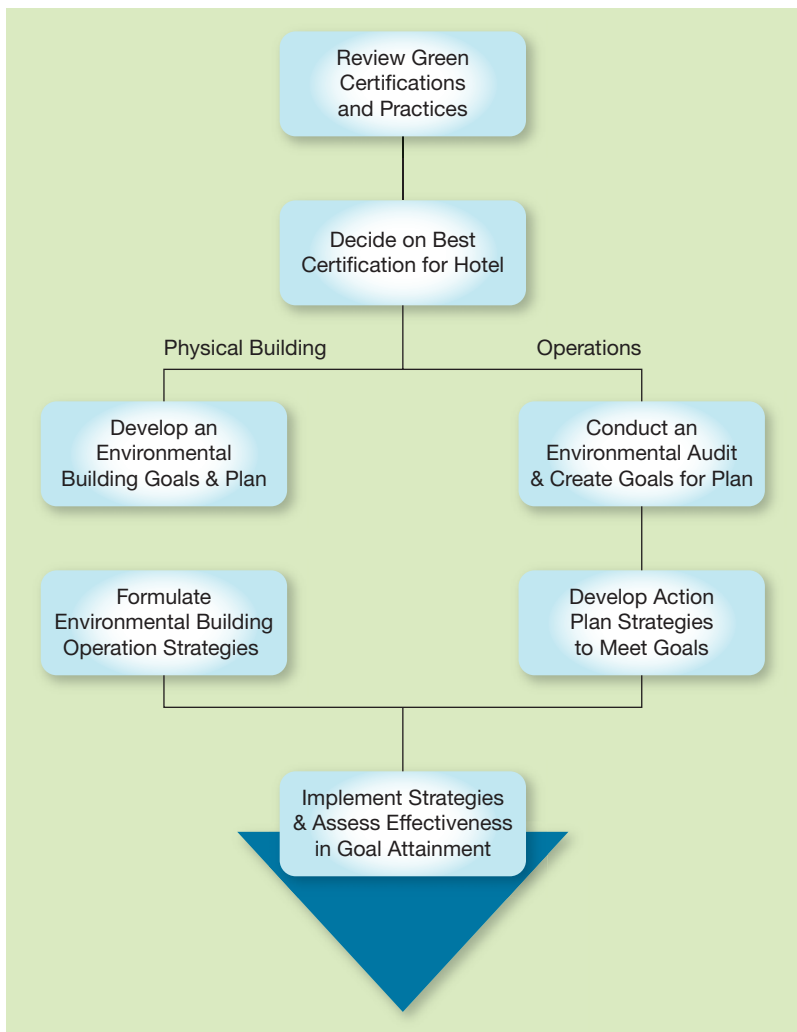 Review Green
Certifications
and Practices
Decide on Best
Certification for Hotel
Physical Building
Operations
Develop an
Environmental
Building Goals & Plan
Conduct an
Environmental Audit
& Create Goals for Plan
Formulate
Environmental Building
Operation Strategies
Develop Action
Plan Strategies
to Meet Goals
Implement Strategies
& Assess Effectiveness
in Goal Attainment